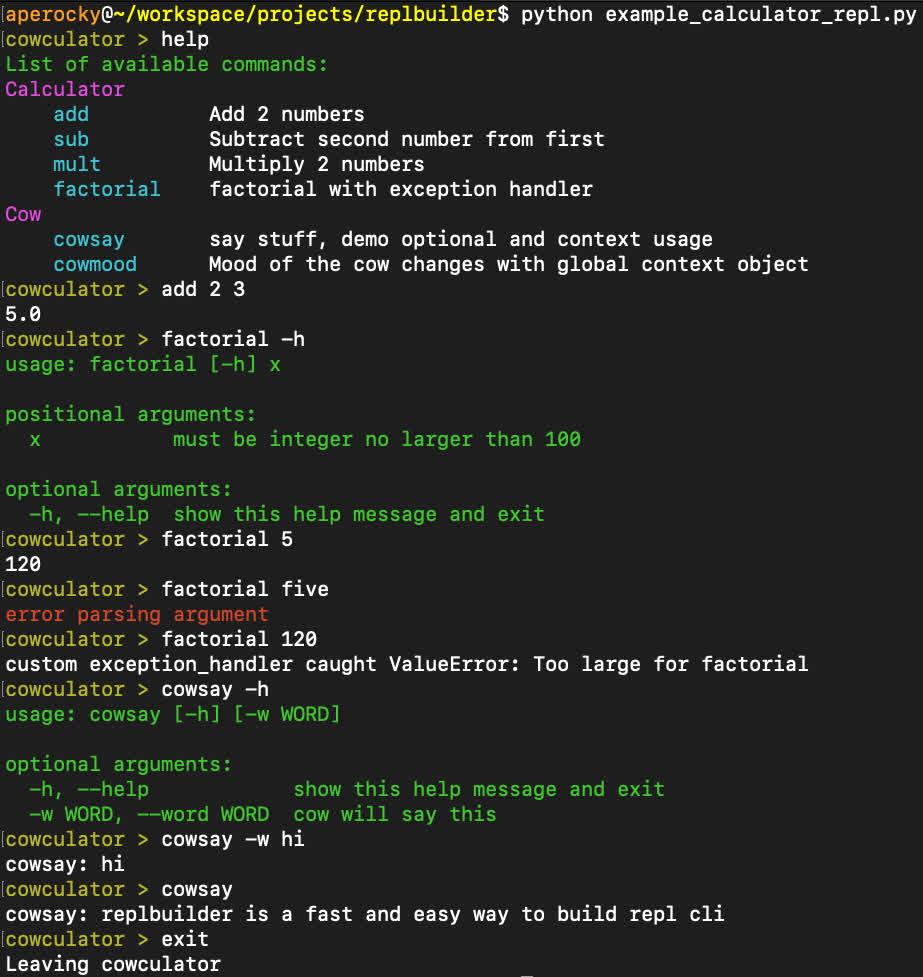 aperocky@~/workspace/projects/replbuilder$ python example_calculator_repl.py
[cowculator > help
List of available commands:
Calculator
    add          Add 2 numbers
    sub          Subtract second number from first
    mult         Multiply 2 numbers
    factorial    factorial with exception handler
Cow
    cowsay       say stuff, demo optional and context usage
    cowmood      Mood of the cow changes with global context object
[cowculator > add 2 3
5.0
[cowculator > factorial -h
usage: factorial [-h] x

positional arguments:
  x           must be integer no larger than 100

optional arguments:
  -h, --help  show this help message and exit
[cowculator > factorial 5
120
[cowculator > factorial five
error parsing argument
[cowculator > factorial 120
custom exception_handler caught ValueError: Too large for factorial
[cowculator > cowsay -h
usage: cowsay [-h] [-w WORD]

optional arguments:
  -h, --help            show this help message and exit
  -w WORD, --word WORD  cow will say this
[cowculator > cowsay -w hi
cowsay: hi
[cowculator > cowsay
cowsay: replbuilder is a fast and easy way to build repl cli
[cowculator > exit
Leaving cowculator